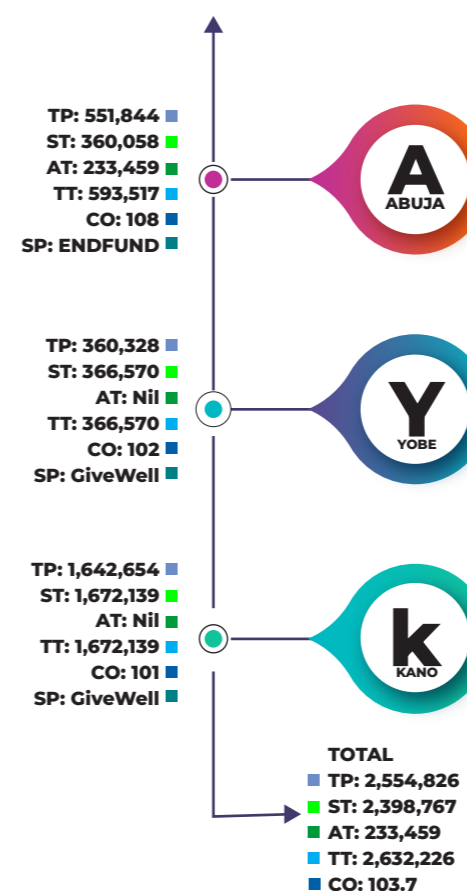 TP: 551,844
ST: 360,058
AT: 233,459
TT: 593,517
CO: 108
SP: ENDFUND
A
ABUJA
TP: 360,328
ST: 366,570
AT: Nil
TT: 366,570
CO: 102
SP: GiveWell
Y
YOBE
TP: 1,642,654
ST: 1,672,139
AT: Nil
TT: 1,672,139
CO: 101
SP: GiveWell
k
KANO
TOTAL
TP: 2,554,826
ST: 2,398,767
AT: 233,459
TT: 2,632,226
CO: 103.7